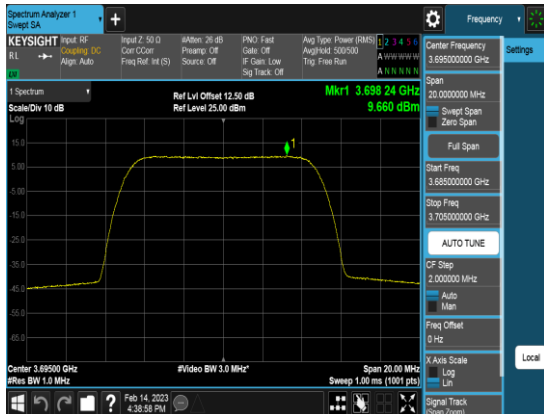 Spectrum Analyzer 1
Swept SA
+
Frequency
KEYSIGHT
RL
Input: RF
Coupling: DC
Align: Auto
Input Z: 50 Ω
Corr CCorr
Freq Ref: Int (S)
#Atten: 26 dB
Preamp: Off
Source: Off
PNO: Fast
Gate: Off
IF Gain: Low
Sig Track: Off
Avg Type: Power (RMS)
Avg|Hold: 500/500
Trig: Free Run
1 2 3 4 5 6
A W W W W W
A N N N N N
1 Spectrum
Scale/Div 10 dB
Log
Ref Lvl Offset 12.50 dB
Ref Level 25.00 dBm
Mkr1 3.698 24 GHz
9.660 dBm
1
15.0
5.00
-5.00
-15.0
-25.0
-35.0
-45.0
-55.0
-65.0
Center 3.69500 GHz
#Res BW 1.0 MHz
#Video BW 3.0 MHz*
Span 20.00 MHz
Sweep 1.00 ms (1001 pts)
Feb 14, 2023
4:38:58 PM
?
Center Frequency
3.695000000 GHz
Settings
Span
20.0000000 MHz
Swept Span
Zero Span
Full Span
Start Freq
3.685000000 GHz
Stop Freq
3.705000000 GHz
AUTO TUNE
CF Step
2.000000 MHz
Auto
Man
Freq Offset
0 Hz
X Axis Scale
Log
Lin
Local
Signal Track
(Span Zoom)